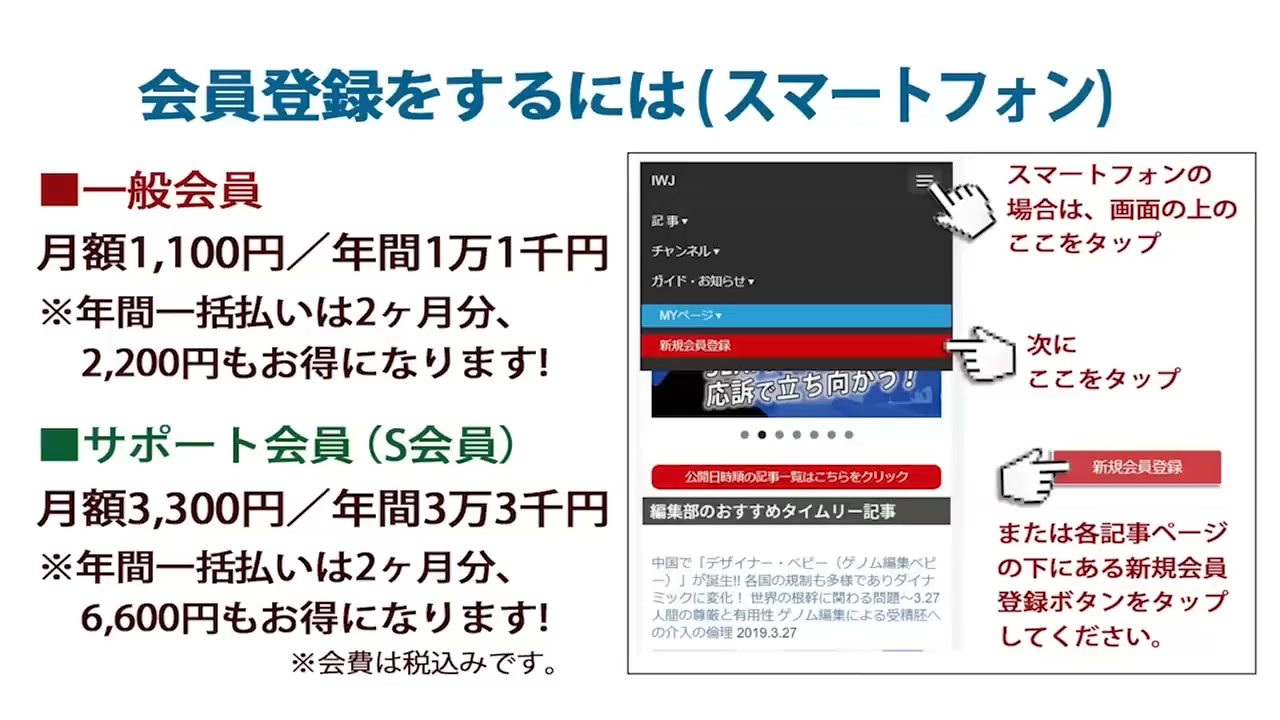 会員登録をするには(スマートフォン)
■一般会員
月額1,100円／年間1万1千円
※年間一括払いは2ヶ月分、
2,200円もお得になります!
■サポート会員（S会員）
月額3,300円／年間3万3千円
※年間一括払いは2ヶ月分、
6,600円もお得になります!
※会費は税込みです。
IWJ
記事▾
チャンネル▾
ガイド・お知らせ▾
MYページ▾
新規会員登録
応訴で立ち向かう！
公開日時順の記事一覧はこちらをクリック
編集部のおすすめタイムリー記事
中国で「デザイナー・ベビー（ゲノム編集ベビ
ー）」が誕生!! 各国の規制も多様でありダイナ
ミックに変化！ 世界の根幹に関わる問題～3.27
人間の尊厳と有用性 ゲノム編集による受精胚へ
の介入の倫理 2019.3.27
スマートフォンの
場合は、画面の上の
ここをタップ
次に
ここをタップ
新規会員登録
または各記事ページ
の下にある新規会員
登録ボタンをタップ
してください。